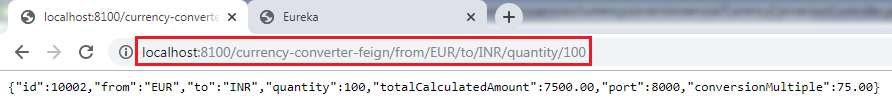 localhost:8100/currency-conver
Eureka
localhost:8100/currency-converter-feign/from/EUR/to/INR/quantity/100
{"id":10002,"from":"EUR","to":"INR","quantity":100,"totalCalculatedAmount":7500.00,"port":8000,"conversionMultiple":75.00}